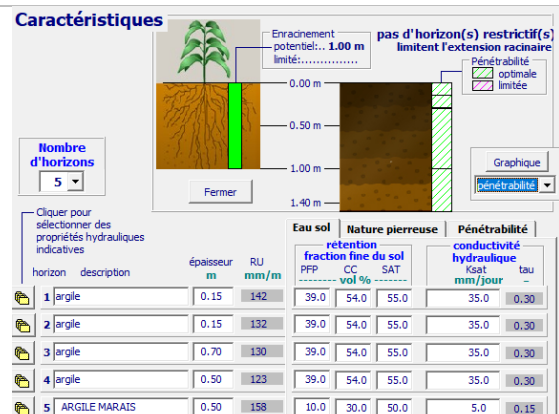 Caractéristiques
Enracinement
potentiel:.. 1.00 m
limité:...............
pas d'horizon(s) restrictif(s)
limitent l'extension racinaire
Pénétrabilité
optimale
limitée
0.00 m
0.50 m
1.00 m
1.40 m
Nombre
d'horizons
5
Fermer
Graphique
pénétrabilité
Cliquer pour
sélectionner des
propriétés hydrauliques
indicatives
Eau sol Nature pierreuse Pénétrabilité
rétention
fraction fine du sol
conductivité
hydraulique
horizon description épaisseur RU PFP CC SAT Ksat tau
m mm/m -------- vol % ------- mm/jour -
1 argile 0.15 142 39.0 54.0 55.0 35.0 0.30
2 argile 0.15 132 39.0 54.0 55.0 35.0 0.30
3 argile 0.70 130 39.0 54.0 55.0 35.0 0.30
4 argile 0.50 123 39.0 54.0 55.0 35.0 0.30
5 ARGILE MARAIS 0.50 158 10.0 30.0 50.0 5.0 0.15